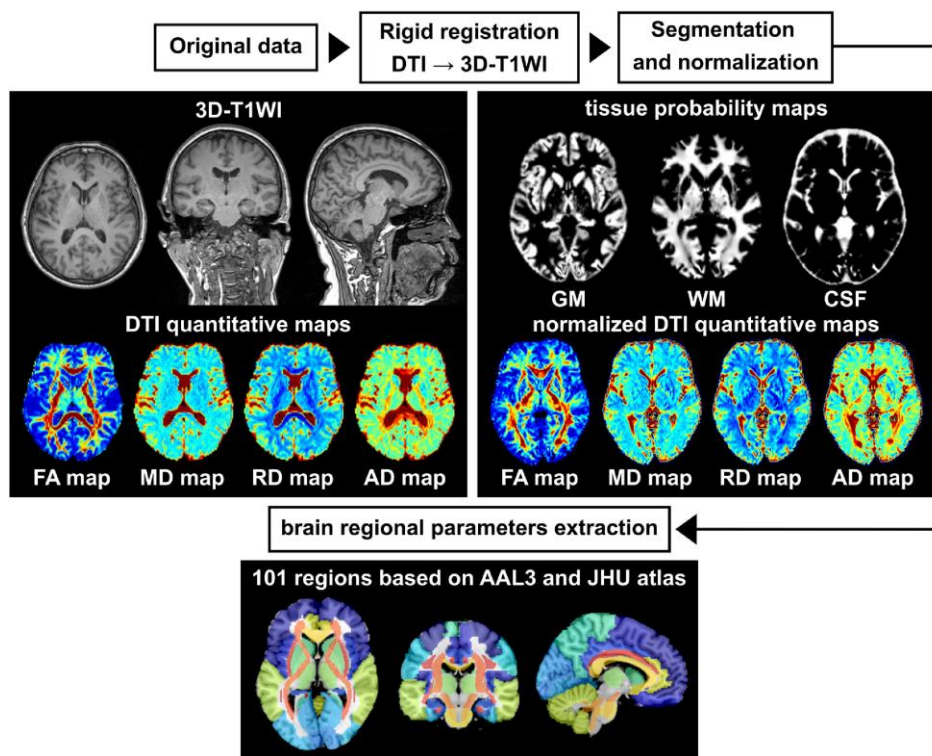 Original data
Rigid registration
DTI → 3D-T1WI
Segmentation
and normalization
3D-T1WI
DTI quantitative maps
FA map MD map RD map AD map
tissue probability maps
GM WM CSF
normalized DTI quantitative maps
FA map MD map RD map AD map
brain regional parameters extraction
101 regions based on AAL3 and JHU atlas